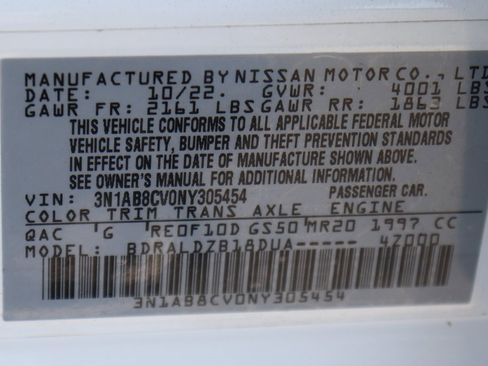 MANUFACTURED BY NISSAN MOTOR CO., LTD
DATE: 10/22. GVWR: 4001 LBS
GAWR FR: 2161 LBS GAWR RR: 1863 LBS
THIS VEHICLE CONFORMS TO ALL APPLICABLE FEDERAL MOTOR
VEHICLE SAFETY, BUMPER AND THEFT PREVENTION STANDARDS
IN EFFECT ON THE DATE OF MANUFACTURE SHOWN ABOVE.
SEE OWNER'S MANUAL FOR ADDITIONAL INFORMATION.
VIN: 3N1AB8CV0NY305454 PASSENGER CAR.
COLOR TRIM TRANS AXLE ENGINE
QAC G RE0F10D GS50 MR20 1997 CC
MODEL: BDRALDZB18DUA----- 4Z000
3N1AB8CV0NY305454